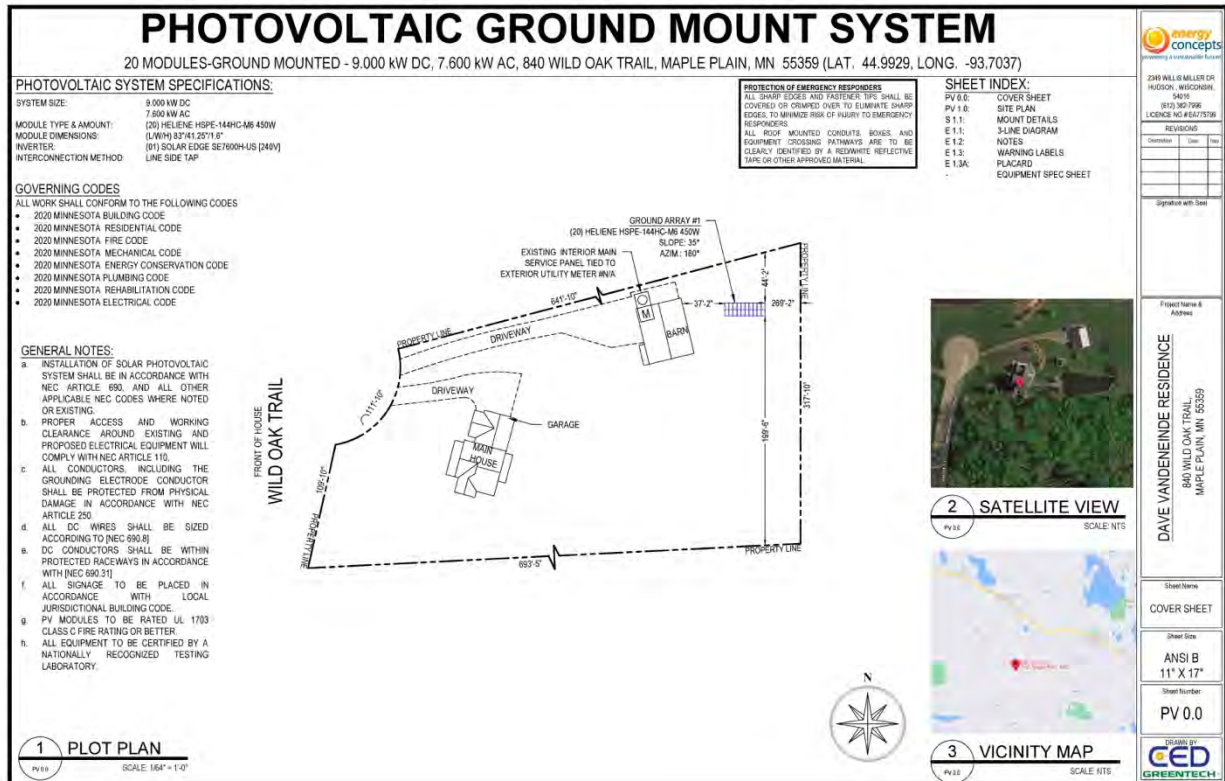 PHOTOVOLTAIC GROUND MOUNT SYSTEM
20 MODULES-GROUND MOUNTED - 9.000 kW DC, 7.600 kW AC, 840 WILD OAK TRAIL, MAPLE PLAIN, MN 55359 (LAT. 44.9929, LONG. -93.7037)
PHOTOVOLTAIC SYSTEM SPECIFICATIONS:
SYSTEM SIZE: 9.000 kW DC
7.600 kW AC
MODULE TYPE & AMOUNT: (20) HELIENE HSPE-144HC-M6 450W
MODULE DIMENSIONS: (L/W/H) 83"/41.25"/1.6"
INVERTER: (01) SOLAR EDGE SE7600H-US [240V]
INTERCONNECTION METHOD: LINE SIDE TAP
GOVERNING CODES
ALL WORK SHALL CONFORM TO THE FOLLOWING CODES
• 2020 MINNESOTA BUILDING CODE
• 2020 MINNESOTA RESIDENTIAL CODE
• 2020 MINNESOTA FIRE CODE
• 2020 MINNESOTA MECHANICAL CODE
• 2020 MINNESOTA ENERGY CONSERVATION CODE
• 2020 MINNESOTA PLUMBING CODE
• 2020 MINNESOTA REHABILITATION CODE
• 2020 MINNESOTA ELECTRICAL CODE
GENERAL NOTES:
a. INSTALLATION OF SOLAR PHOTOVOLTAIC
SYSTEM SHALL BE IN ACCORDANCE WITH
NEC ARTICLE 690, AND ALL OTHER
APPLICABLE NEC CODES WHERE NOTED
OR EXISTING.
b. PROPER ACCESS AND WORKING
CLEARANCE AROUND EXISTING AND
PROPOSED ELECTRICAL EQUIPMENT WILL
COMPLY WITH NEC ARTICLE 110.
c. ALL CONDUCTORS, INCLUDING THE
GROUNDING ELECTRODE CONDUCTOR
SHALL BE PROTECTED FROM PHYSICAL
DAMAGE IN ACCORDANCE WITH NEC
ARTICLE 250.
d. ALL DC WIRES SHALL BE SIZED
ACCORDING TO [NEC 690.8]
e. DC CONDUCTORS SHALL BE WITHIN
PROTECTED RACEWAYS IN ACCORDANCE
WITH [NEC 690.31]
f. ALL SIGNAGE TO BE PLACED IN
ACCORDANCE WITH LOCAL
JURISDICTIONAL BUILDING CODE.
g. PV MODULES TO BE RATED UL 1703
CLASS C FIRE RATING OR BETTER.
h. ALL EQUIPMENT TO BE CERTIFIED BY A
NATIONALLY RECOGNIZED TESTING
LABORATORY.
PROTECTION OF EMERGENCY RESPONDERS
ALL SHARP EDGES AND FASTENER TIPS SHALL BE
COVERED OR CRIMPED OVER TO ELIMINATE SHARP
EDGES, TO MINIMIZE RISK OF INJURY TO EMERGENCY
RESPONDERS.
ALL ROOF MOUNTED CONDUITS, BOXES, AND
EQUIPMENT CROSSING PATHWAYS ARE TO BE
CLEARLY IDENTIFIED BY A RED/WHITE REFLECTIVE
TAPE OR OTHER APPROVED MATERIAL.
SHEET INDEX:
PV 0.0: COVER SHEET
PV 1.0: SITE PLAN
S 1.1: MOUNT DETAILS
E 1.1: 3-LINE DIAGRAM
E 1.2: NOTES
E 1.3: WARNING LABELS
E 1.3A: PLACARD
- EQUIPMENT SPEC SHEET
GROUND ARRAY #1
(20) HELIENE HSPE-144HC-M6 450W
SLOPE: 35°
AZIM.: 180°
EXISTING INTERIOR MAIN
SERVICE PANEL TIED TO
EXTERIOR UTILITY METER #N/A
641'-10"
PROPERTY LINE
DRIVEWAY
M
BARN
37'-2"
44'-2"
269'-2"
PROPERTY LINE
317'-10"
199'-6"
DRIVEWAY
111'-10"
GARAGE
MAIN
HOUSE
FRONT OF HOUSE
WILD OAK TRAIL
109'-10"
PROPERTY LINE
693'-5"
PROPERTY LINE
N
1 PLOT PLAN
PV 0.0
SCALE: 1/64" = 1'-0"
2 SATELLITE VIEW
PV 0.0
SCALE: NTS
3 VICINITY MAP
PV 0.0
SCALE: NTS
energy
concepts
powering a sustainable future
2349 WILLIS MILLER DR
HUDSON, WISCONSIN,
54016
(612) 382-7996
LICENCE NO #EA775799
REVISIONS
Description Date Rev
Signature with Seal
Project Name &
Address
DAVE VANDENEINDE RESIDENCE
840 WILD OAK TRAIL,
MAPLE PLAIN, MN 55359
Sheet Name
COVER SHEET
Sheet Size
ANSI B
11" X 17"
Sheet Number
PV 0.0
DRAWN BY
CED
GREENTECH